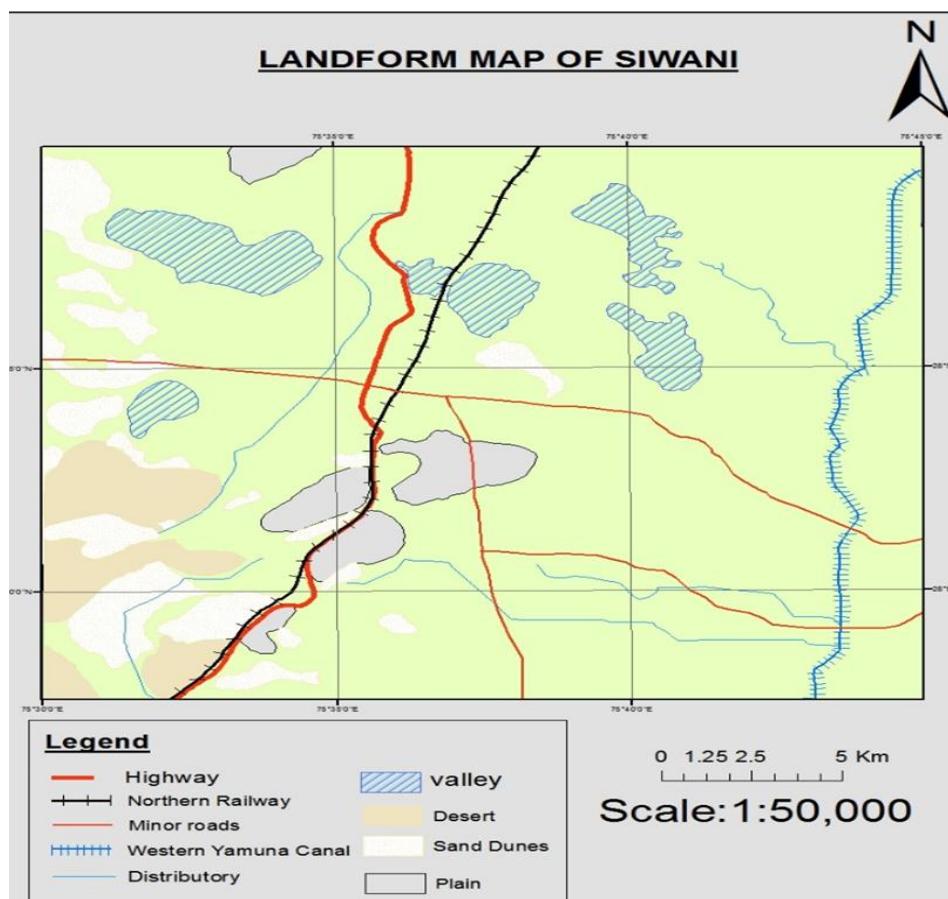 N
LANDFORM MAP OF SIWANI
75°35'0"E 75°40'0"E 75°45'0"E
75°30'0"E 75°35'0"E 75°40'0"E
Legend
Highway
Northern Railway
Minor roads
Western Yamuna Canal
Distributory
valley
Desert
Sand Dunes
Plain
0 1.25 2.5 5 Km
Scale:1:50,000